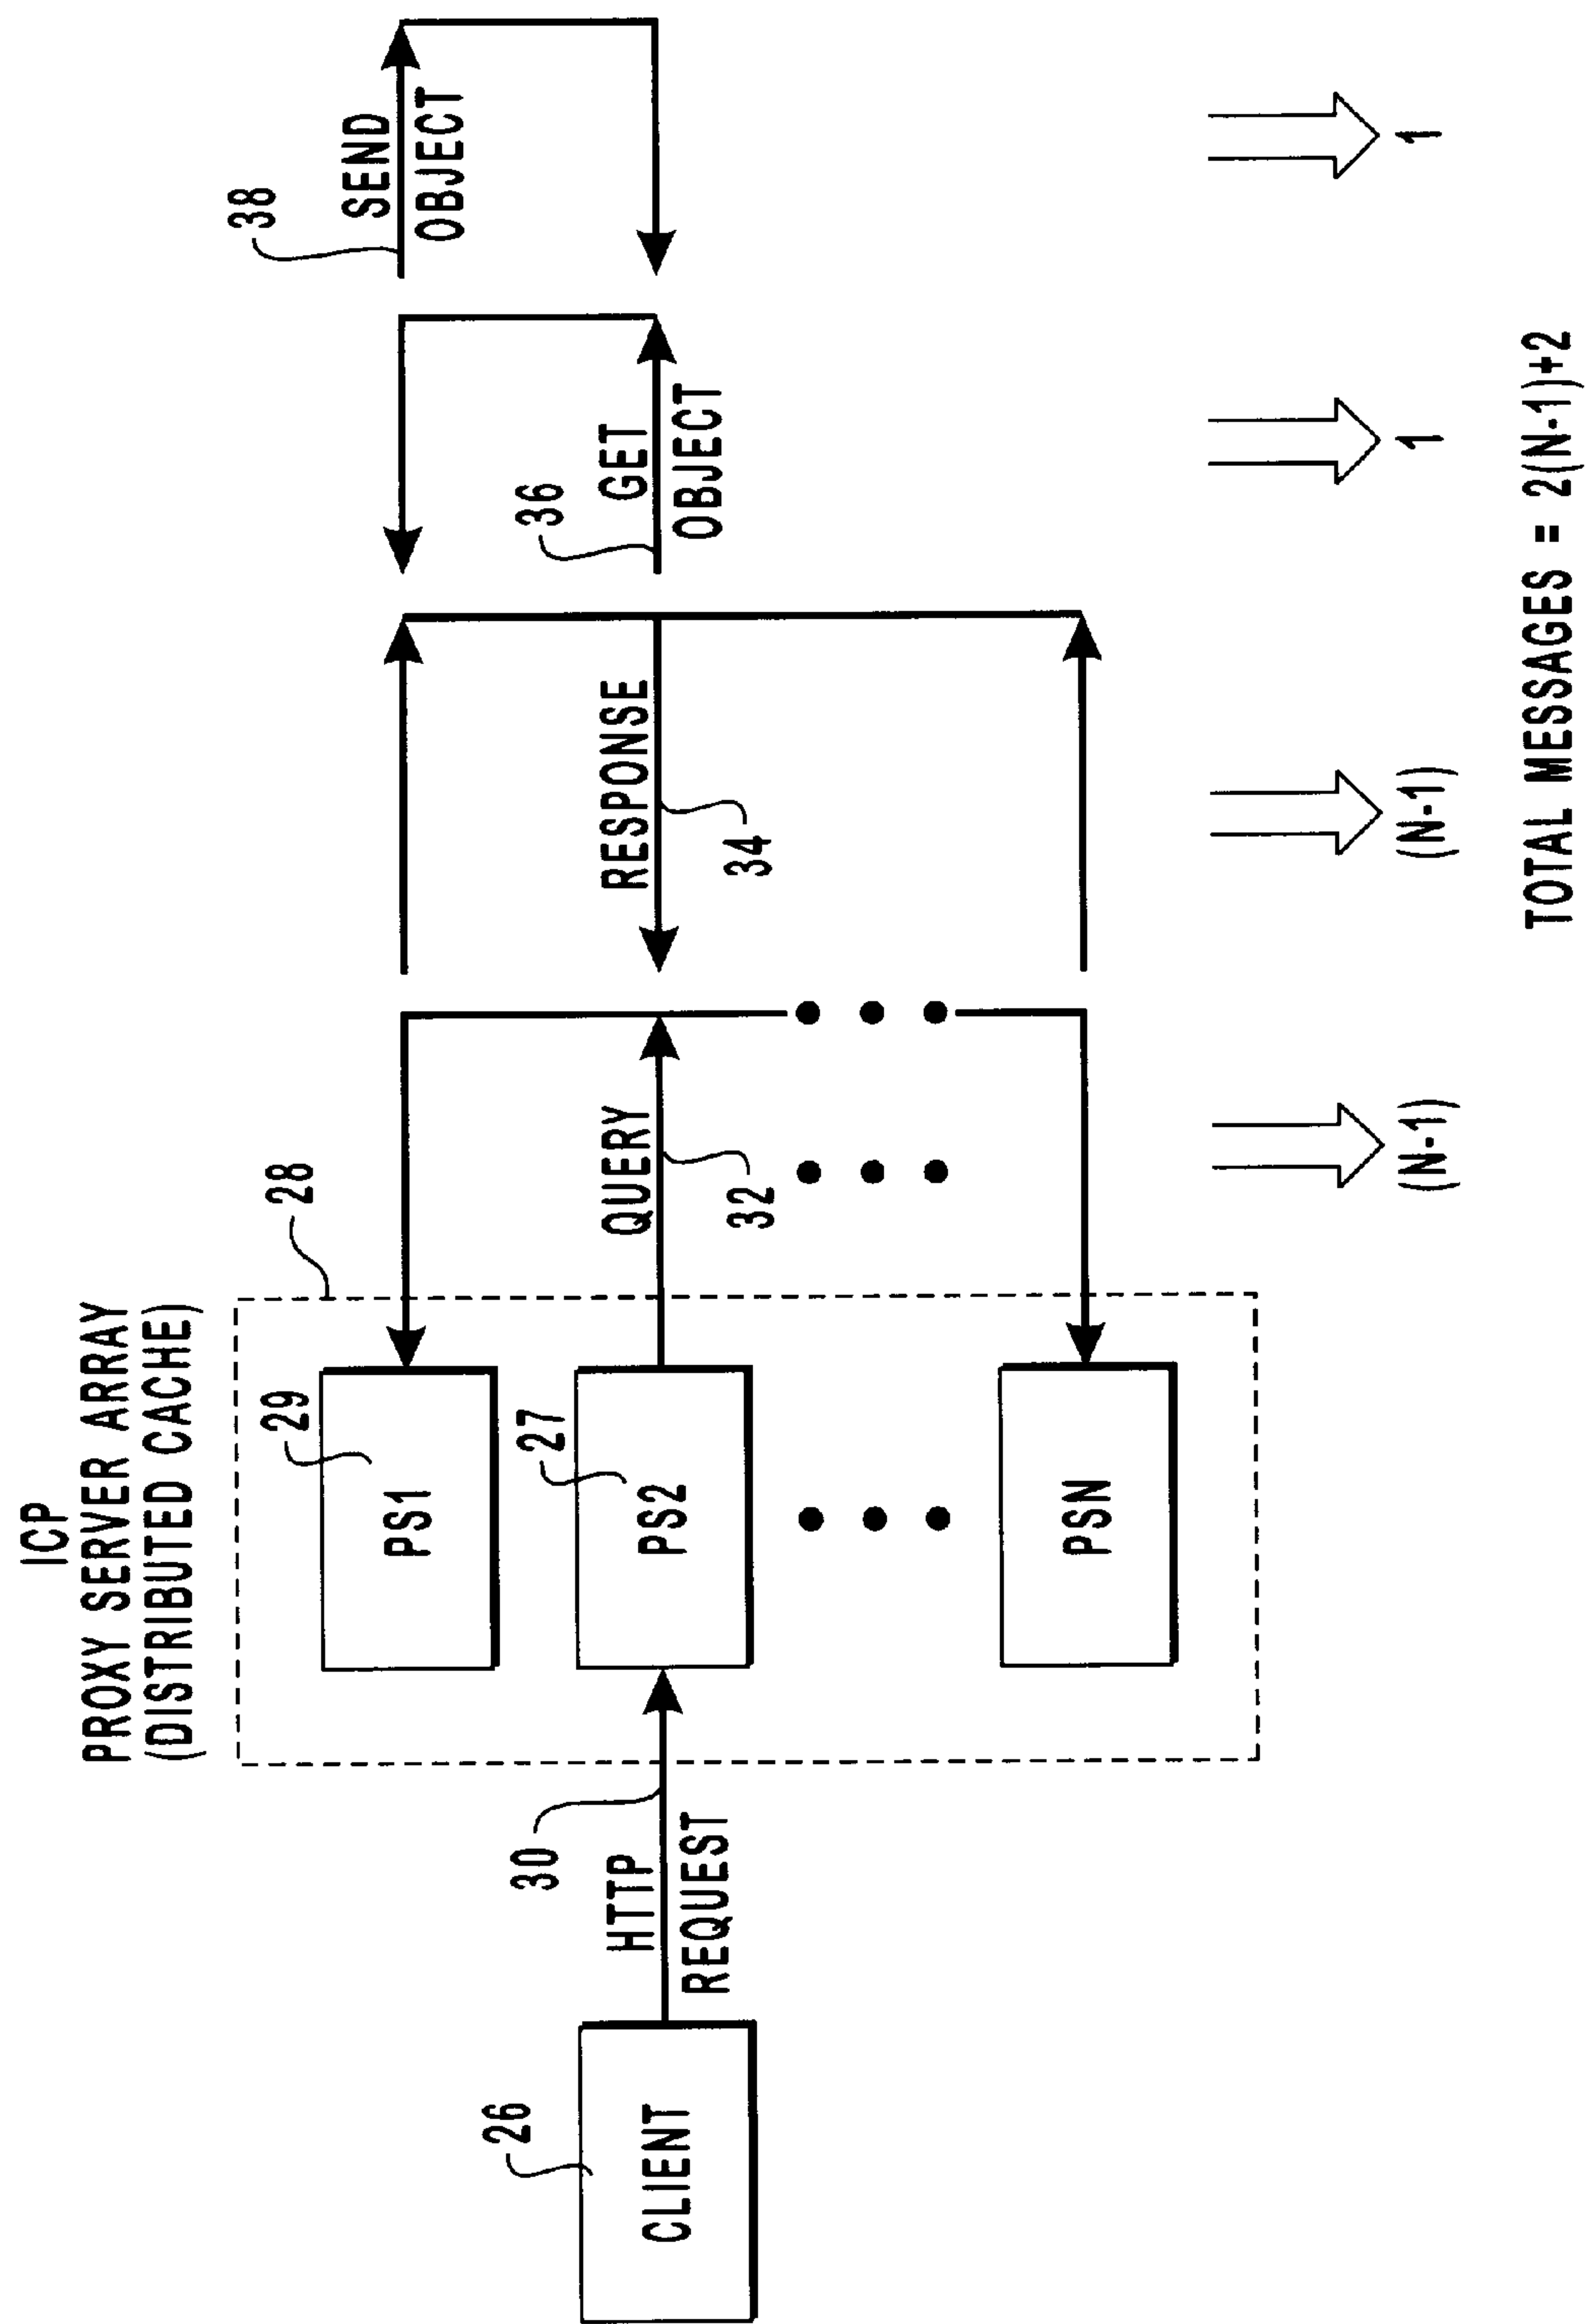 ICP
PROXY SERVER ARRAY
(DISTRIBUTED CACHE)
28
29
PS1
27
PS2
PSN
26
CLIENT
30
HTTP
REQUEST
QUERY
32
RESPONSE
34
36
GET
OBJECT
38
SEND
OBJECT
(N-1)
(N-1)
1
1
TOTAL MESSAGES = 2(N-1)+2